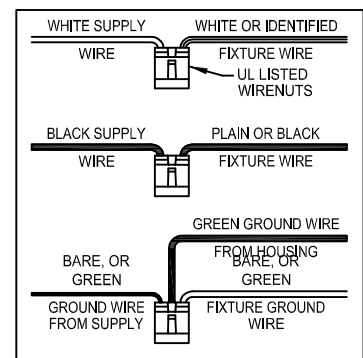 WHITE SUPPLY WIRE
WHITE OR IDENTIFIED FIXTURE WIRE
UL LISTED
WIRENUTS
BLACK SUPPLY WIRE
PLAIN OR BLACK FIXTURE WIRE
GREEN GROUND WIRE
FROM HOUSING
BARE, OR
GREEN
GROUND WIRE
FROM SUPPLY
BARE, OR
GREEN
FIXTURE GROUND
WIRE